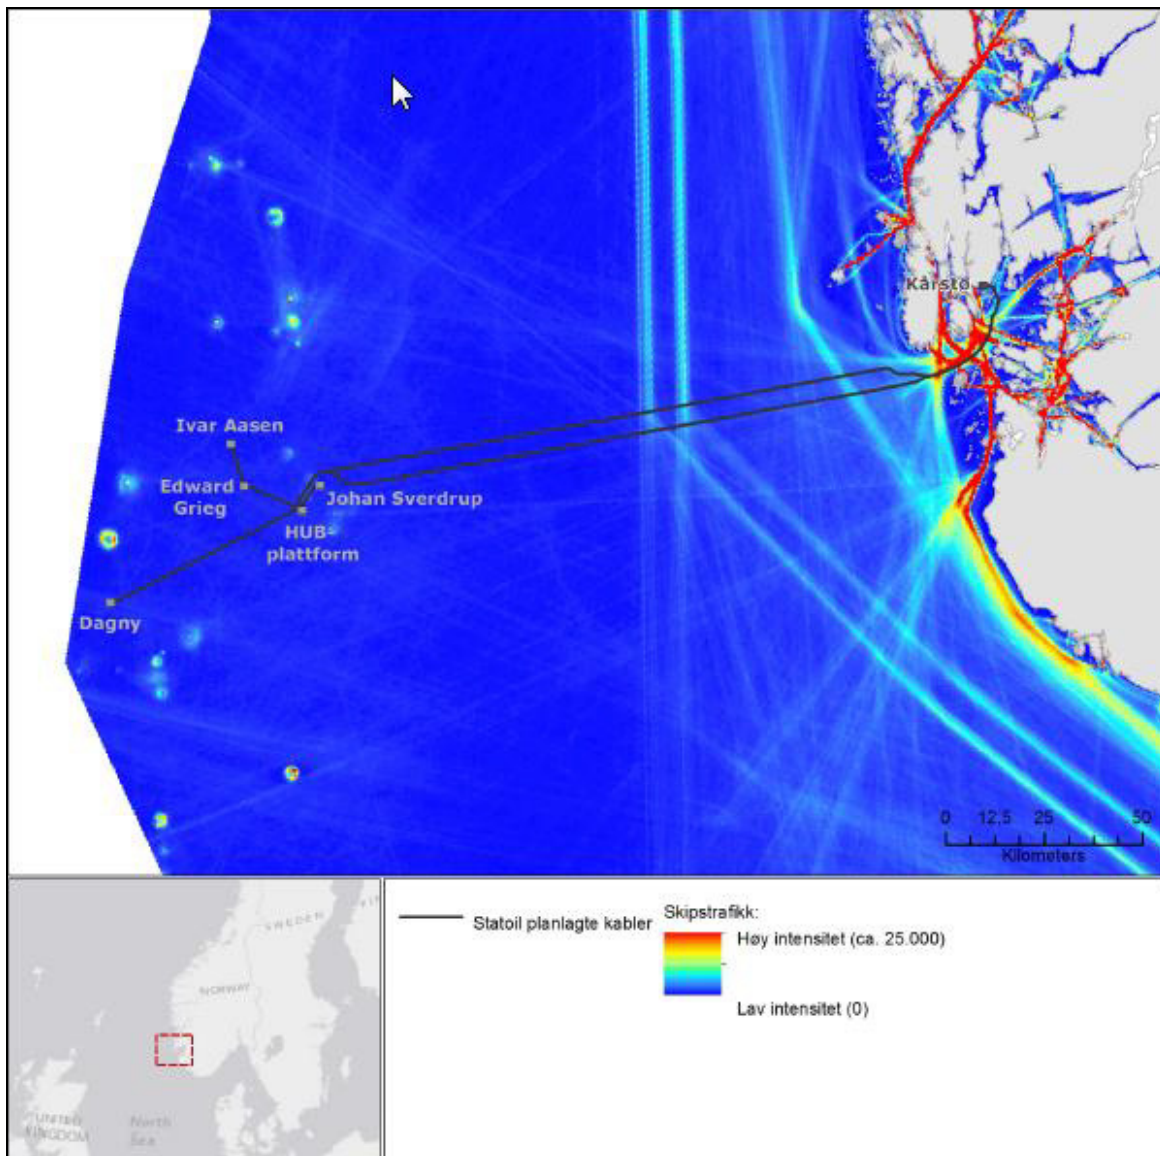 Kårstø
Ivar Aasen
Edward
Grieg
Johan Sverdrup
HUB-
plattform
Dagny
0 12,5 25 50
Kilometers
SWEDEN
NORWAY
UNITED
KINGDOM
North
Sea
Statoil planlagte kabler
Skipstrafikk:
Høy intensitet (ca. 25.000)
Lav intensitet (0)